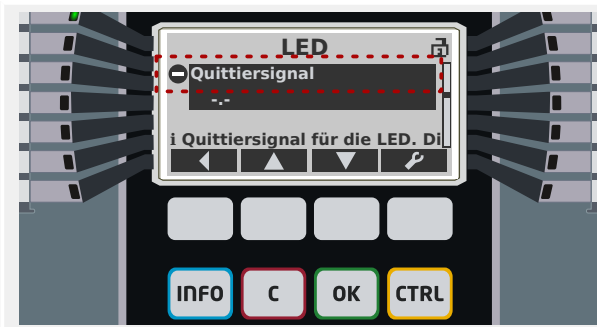 LED
Quittiersignal
-.-
i Quittiersignal für die LED. Di
INFO C OK CTRL